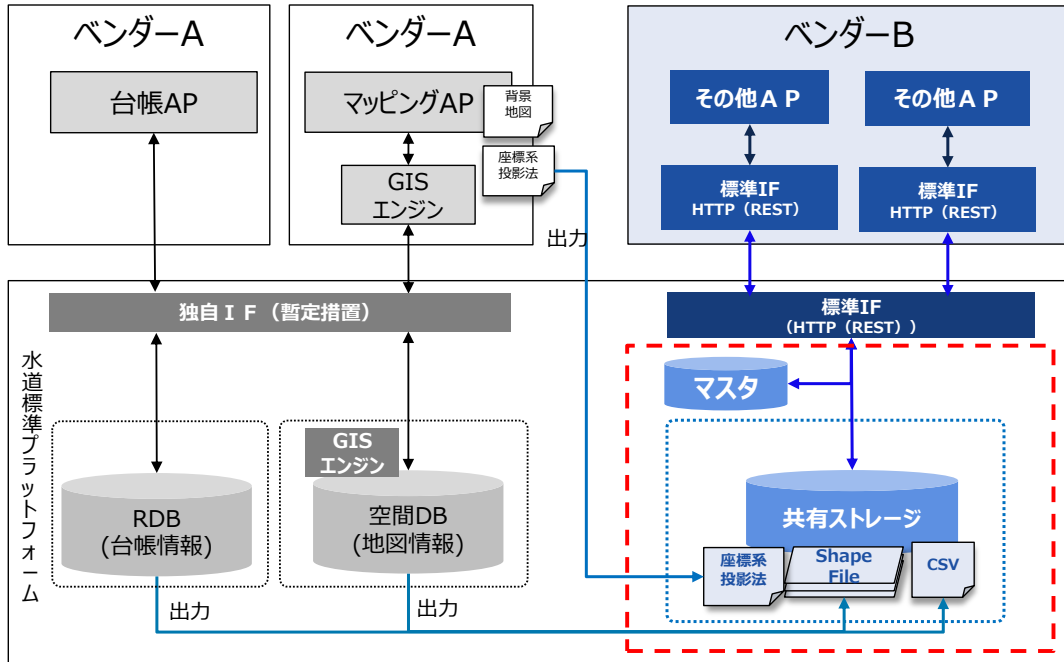 ベンダーA
台帳AP
ベンダーA
マッピングAP
背景
地図
座標系
投影法
GIS
エンジン
出力
ベンダーB
その他ＡＰ
その他ＡＰ
標準IF
HTTP（REST）
標準IF
HTTP（REST）
独自ＩＦ（暫定措置）
標準IF
（HTTP（REST））
水道標準プラットフォーム
マスタ
GIS
エンジン
RDB
(台帳情報)
空間DB
(地図情報)
共有ストレージ
座標系
投影法
Shape
File
CSV
出力
出力